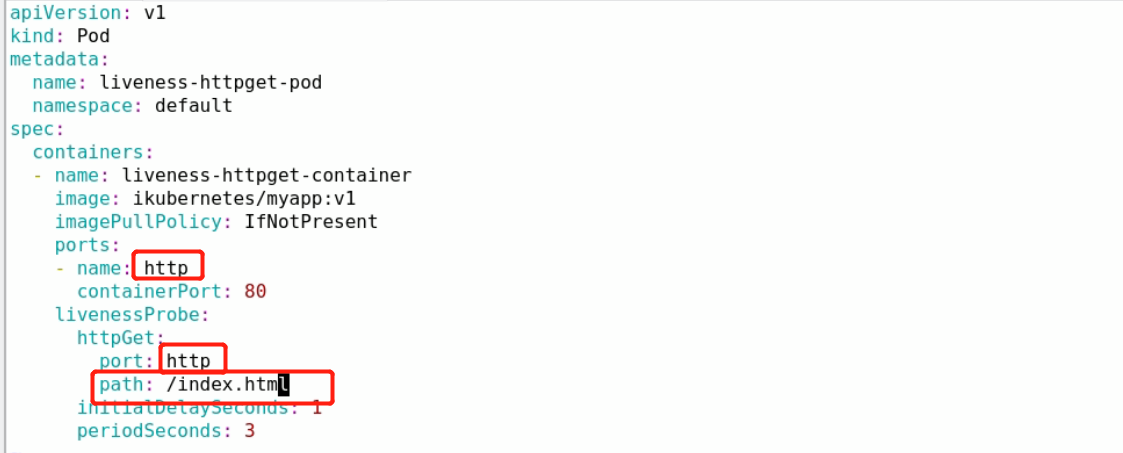 apiVersion: v1
kind: Pod
metadata:
  name: liveness-httpget-pod
  namespace: default
spec:
  containers:
  - name: liveness-httpget-container
    image: ikubernetes/myapp:v1
    imagePullPolicy: IfNotPresent
    ports:
    - name: http
      containerPort: 80
    livenessProbe:
      httpGet:
        port: http
        path: /index.html
      initialDelaySeconds: 1
      periodSeconds: 3